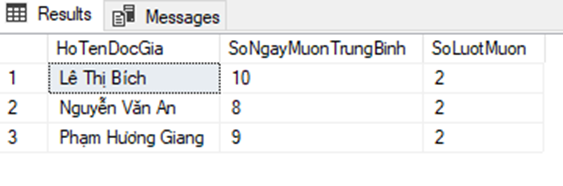 Results Messages
HoTenDocGia SoNgayMuonTrungBinh SoLuotMuon
1 Lê Thị Bích 10 2
2 Nguyễn Văn An 8 2
3 Phạm Hương Giang 9 2